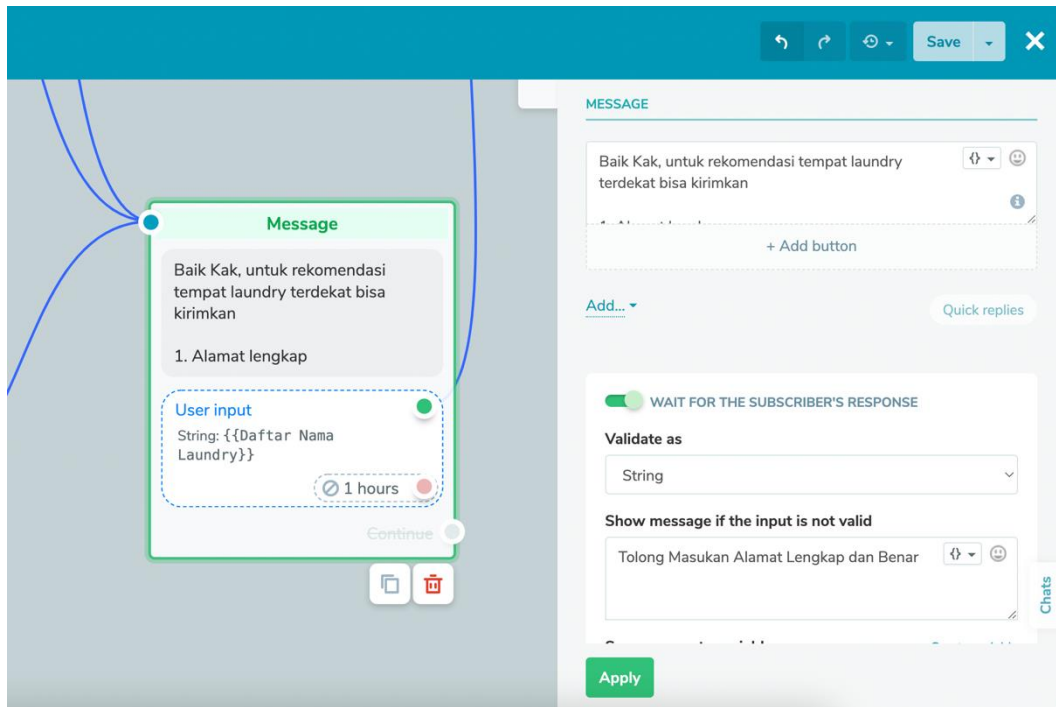 Save
MESSAGE
Baik Kak, untuk rekomendasi tempat laundry
terdekat bisa kirimkan
+ Add button
Add...
Quick replies
WAIT FOR THE SUBSCRIBER'S RESPONSE
Validate as
String
Show message if the input is not valid
Tolong Masukan Alamat Lengkap dan Benar
Chats
Apply
Message
Baik Kak, untuk rekomendasi
tempat laundry terdekat bisa
kirimkan
1. Alamat lengkap
User input
String: {{Daftar Nama
Laundry}}
1 hours
Continue